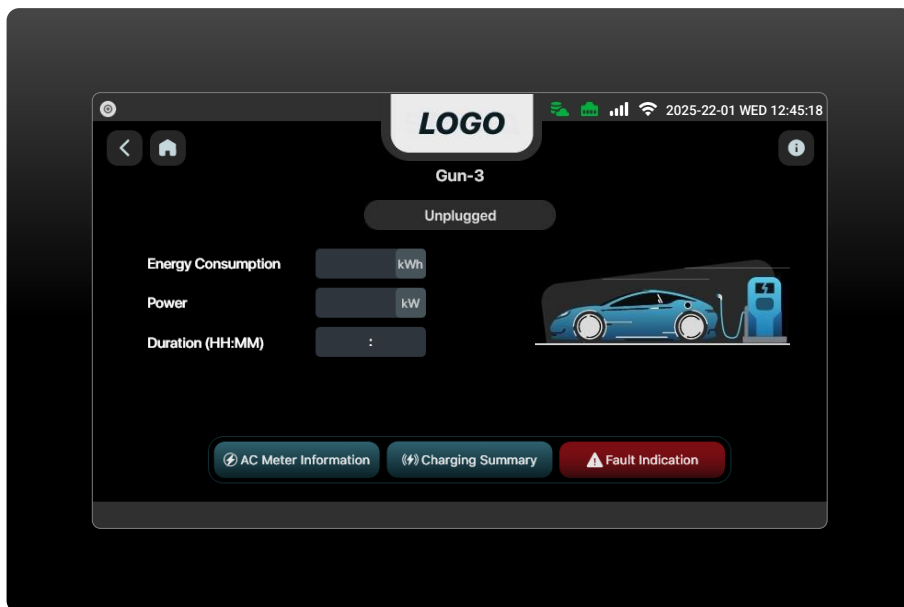 LOGO
2025-22-01 WED 12:45:18
Gun-3
Unplugged
Energy Consumption
kWh
Power
kW
Duration (HH:MM)
:
AC Meter Information
Charging Summary
Fault Indication